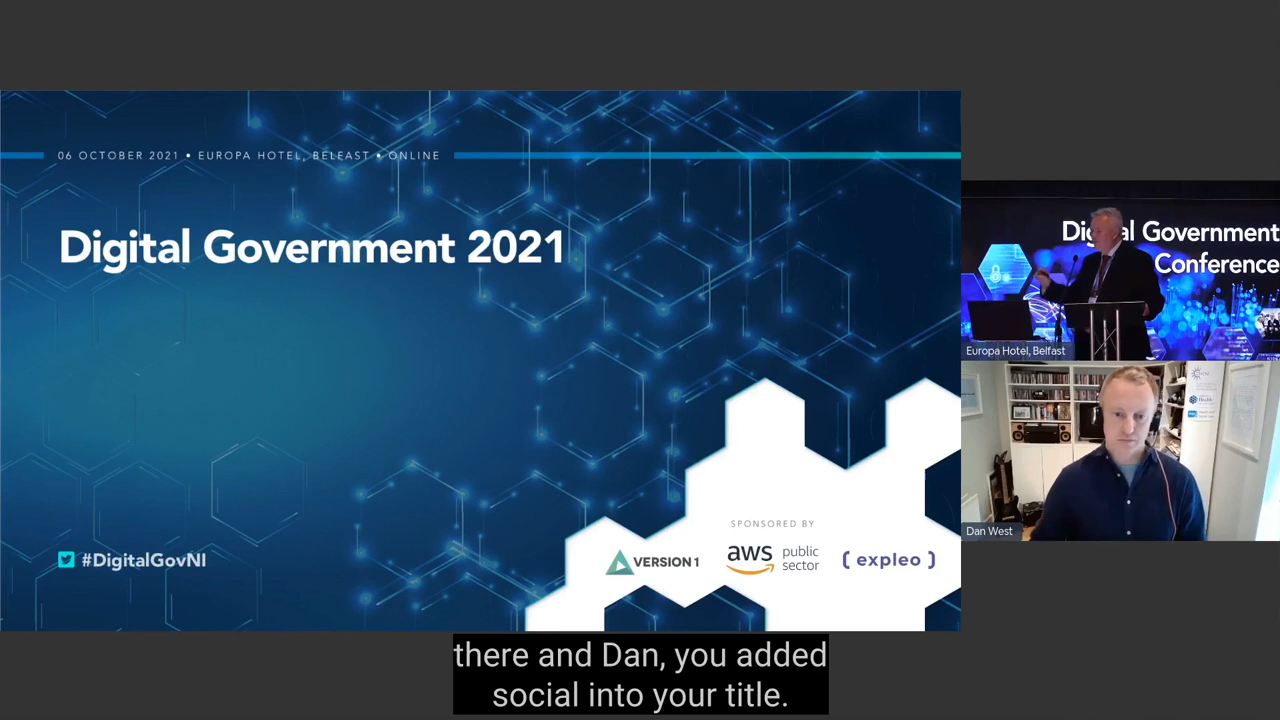 06 OCTOBER 2021 • EUROPA HOTEL, BELFAST • ONLINE
Digital Government 2021
#DigitalGovNI
SPONSORED BY
VERSION 1
aws public sector
[ expleo ]
Digital Government
Conference
Europa Hotel, Belfast
Dan West
there and Dan, you added
social into your title.